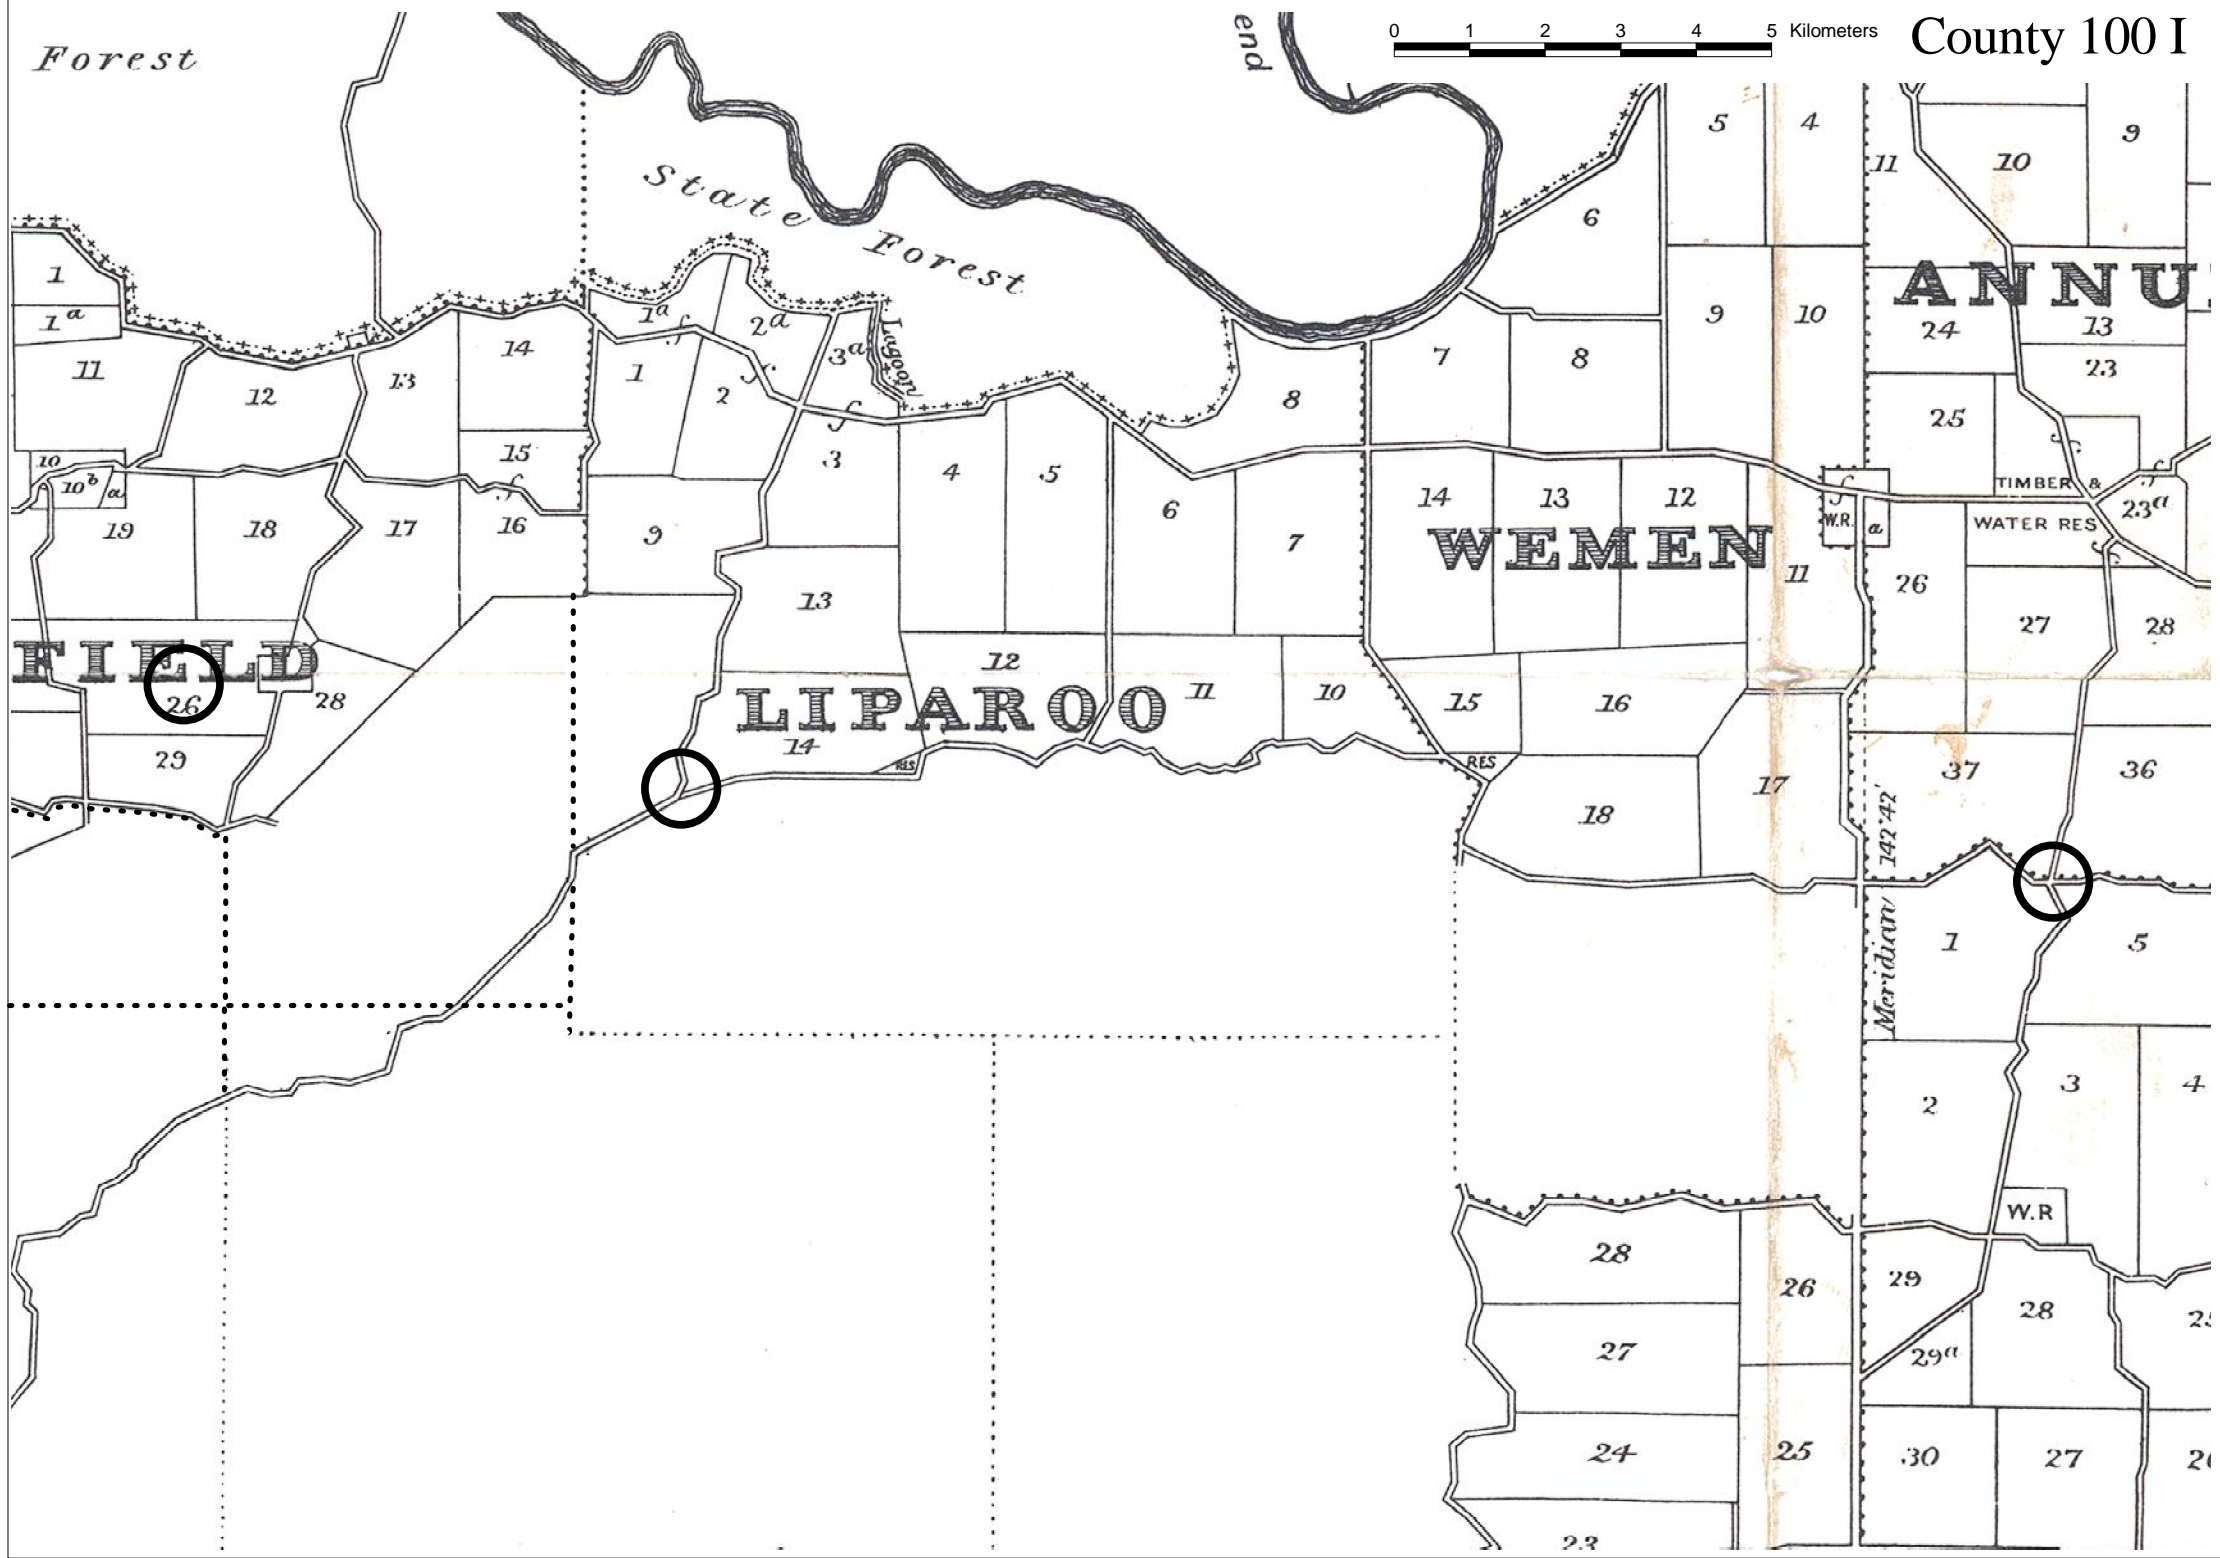 0 1 2 3 4 5 Kilometers
County 100 I
Forest
end
5
4
9
11
10
State
6
Forest
1
ANNU
1a
1a
2a
9
10
24
13
14
3a
Lagoon
7
8
23
11
13
1
12
2
8
25
15
3
4
5
10
10b
a
14
13
12
TIMBER &
f
f
f
f
f
f
f
f
W.R.
a
23a
19
18
17
16
9
6
7
WEMEN
WATER RES
11
26
13
27
28
FIELD
12
26
28
LIPAROO
11
10
15
16
29
14
RES
RES
37
36
17
18
Meridian 142°42'
1
5
2
3
4
W.R
28
26
29
28
27
29a
24
25
30
27
23